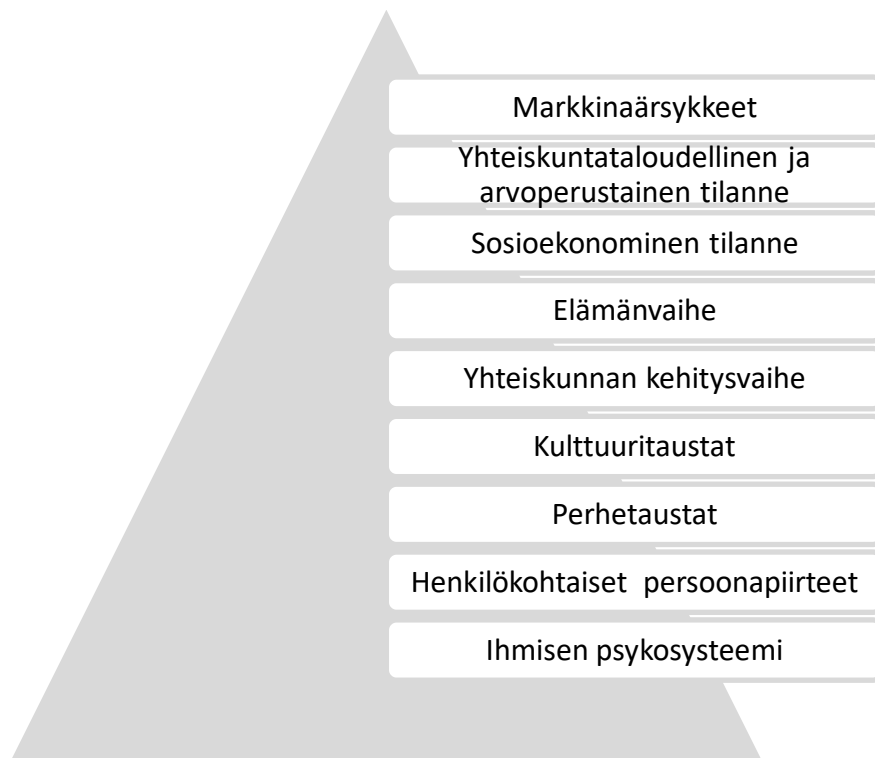 Markkinaärsykkeet
Yhteiskuntataloudellinen ja
arvoperustainen tilanne
Sosioekonominen tilanne
Elämänvaihe
Yhteiskunnan kehitysvaihe
Kulttuuritaustat
Perhetaustat
Henkilökohtaiset persoonapiirteet
Ihmisen psykosysteemi